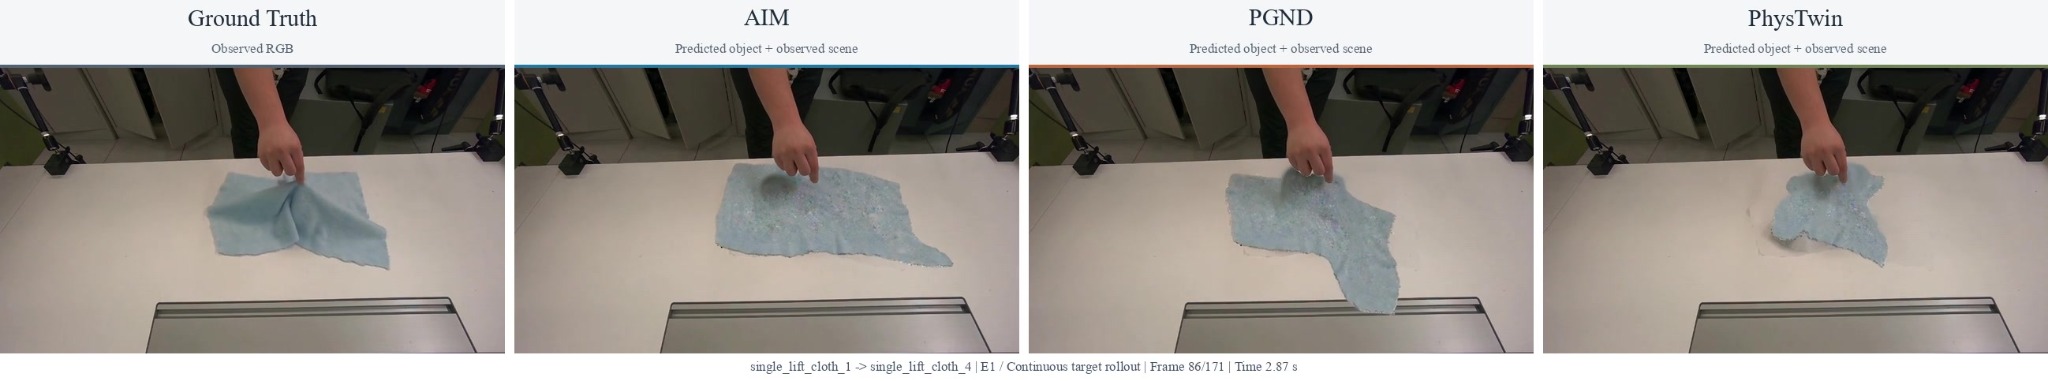 Ground Truth
Observed RGB
AIM
Predicted object + observed scene
PGND
Predicted object + observed scene
PhysTwin
Predicted object + observed scene
single_lift_cloth_1 -> single_lift_cloth_4 | E1 / Continuous target rollout | Frame 86/171 | Time 2.87 s